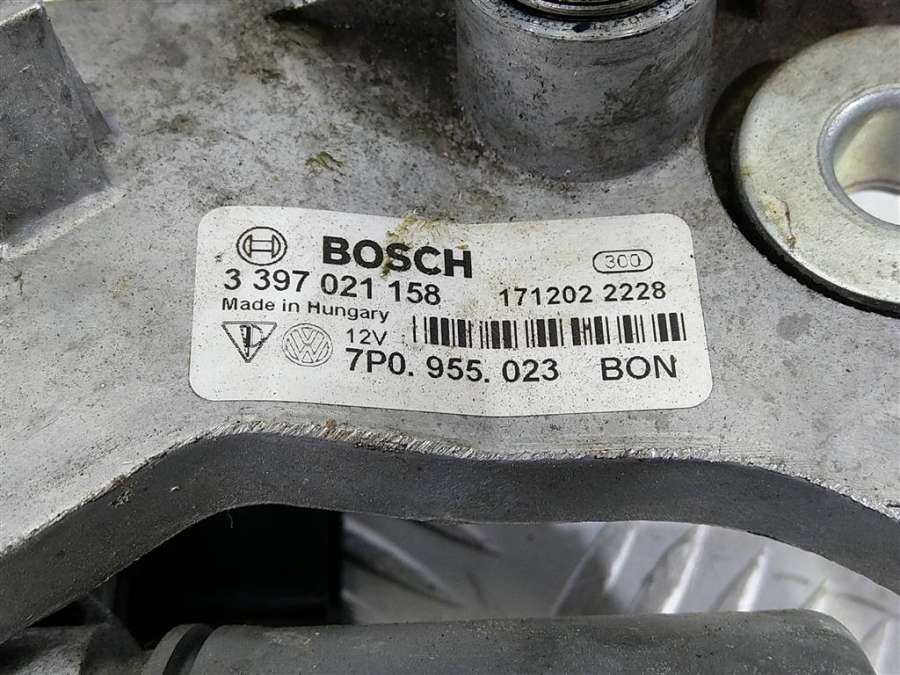 BOSCH 300
3 397 021 158 171202 2228
Made in Hungary
12V
7P0. 955. 023 BON